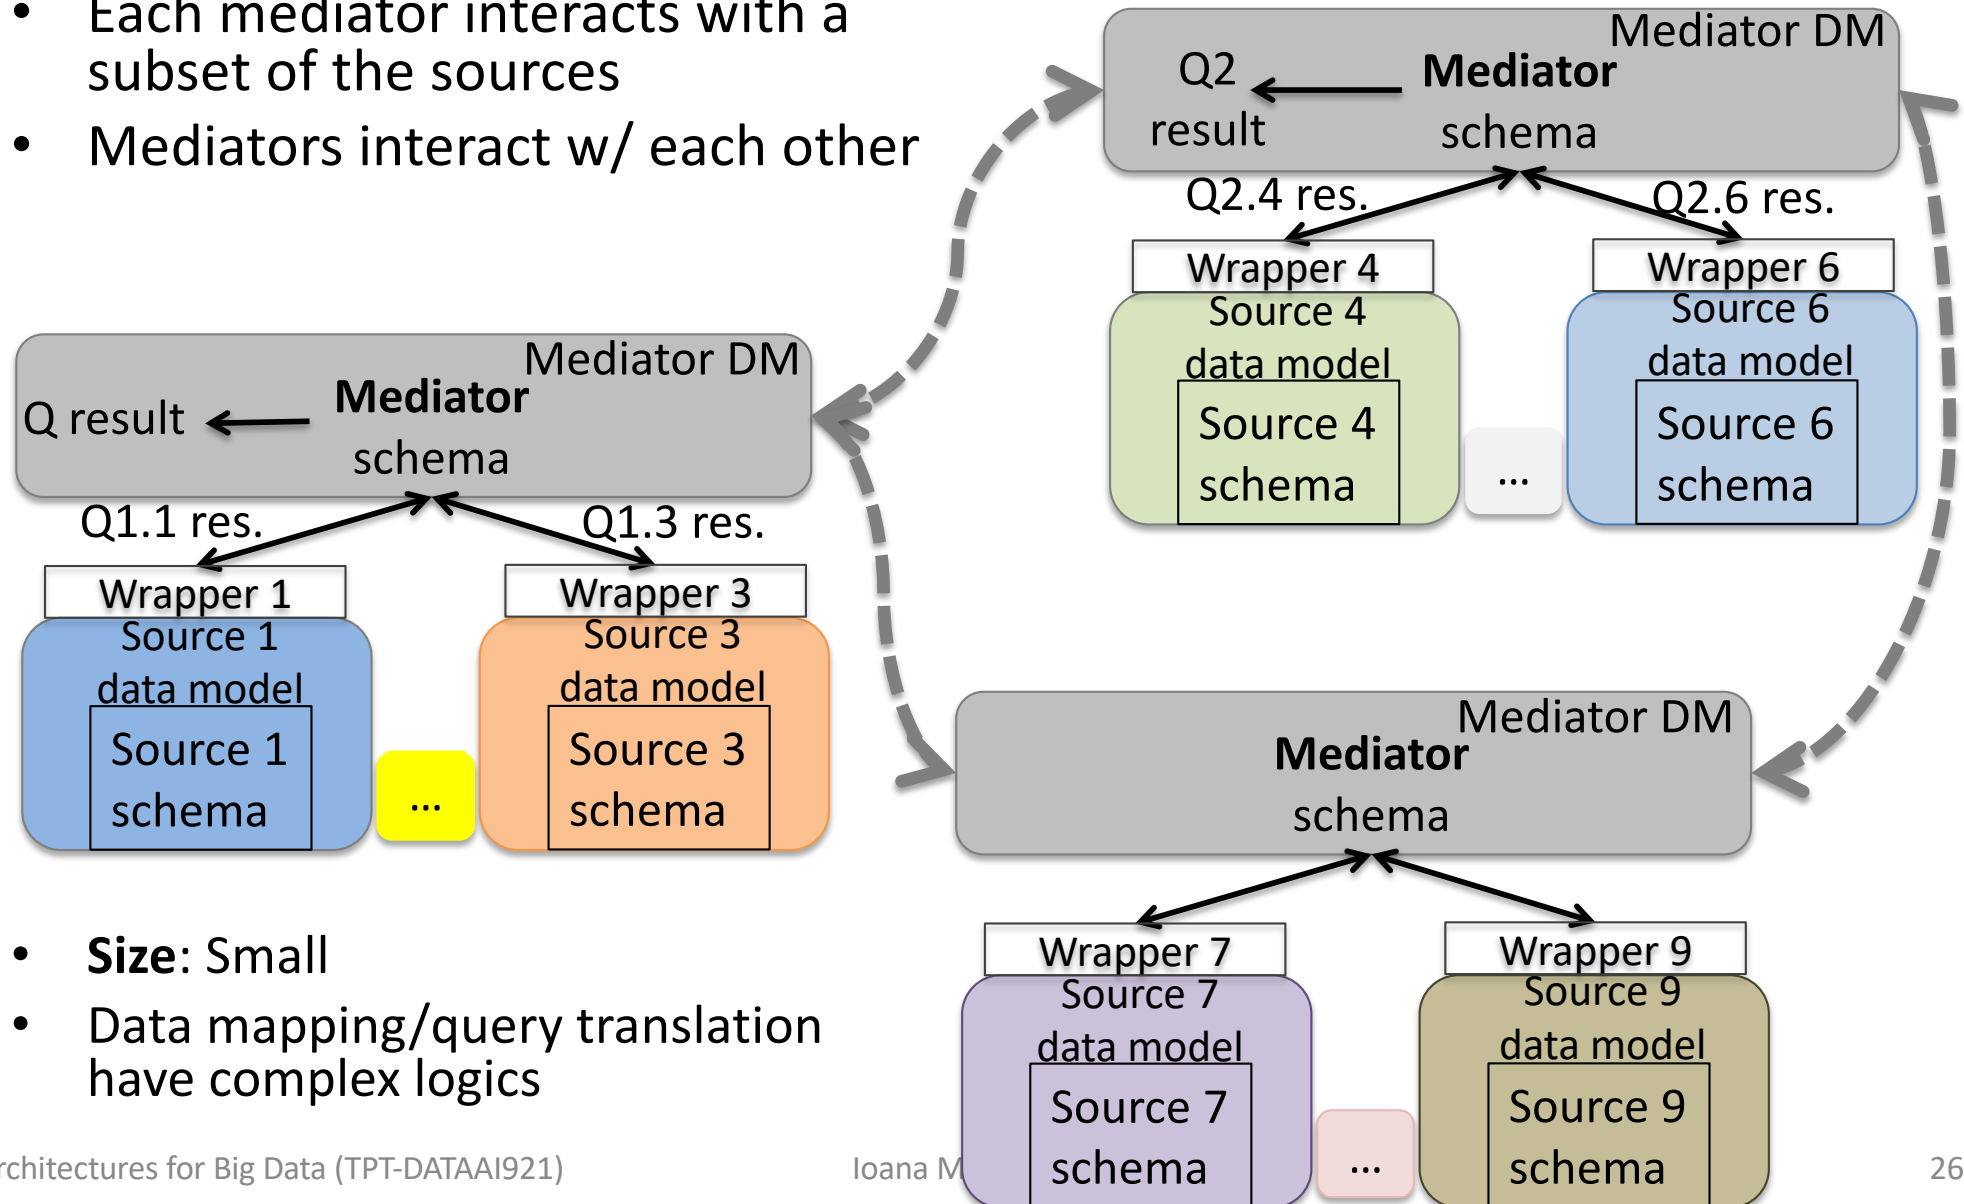 • Each mediator interacts with a
subset of the sources
• Mediators interact w/ each other
Mediator DM
Q2
result
Mediator
schema
Q2.4 res.
Q2.6 res.
Wrapper 4
Source 4
data model
Source 4
schema
...
Wrapper 6
Source 6
data model
Source 6
schema
Mediator DM
Q result
Mediator
schema
Q1.1 res.
Q1.3 res.
Wrapper 1
Source 1
data model
Source 1
schema
...
Wrapper 3
Source 3
data model
Source 3
schema
Mediator DM
Mediator
schema
Wrapper 7
Source 7
data model
Source 7
schema
...
Wrapper 9
Source 9
data model
Source 9
schema
• Size: Small
• Data mapping/query translation
have complex logics
rchitectures for Big Data (TPT-DATAAI921)
Ioana M
26